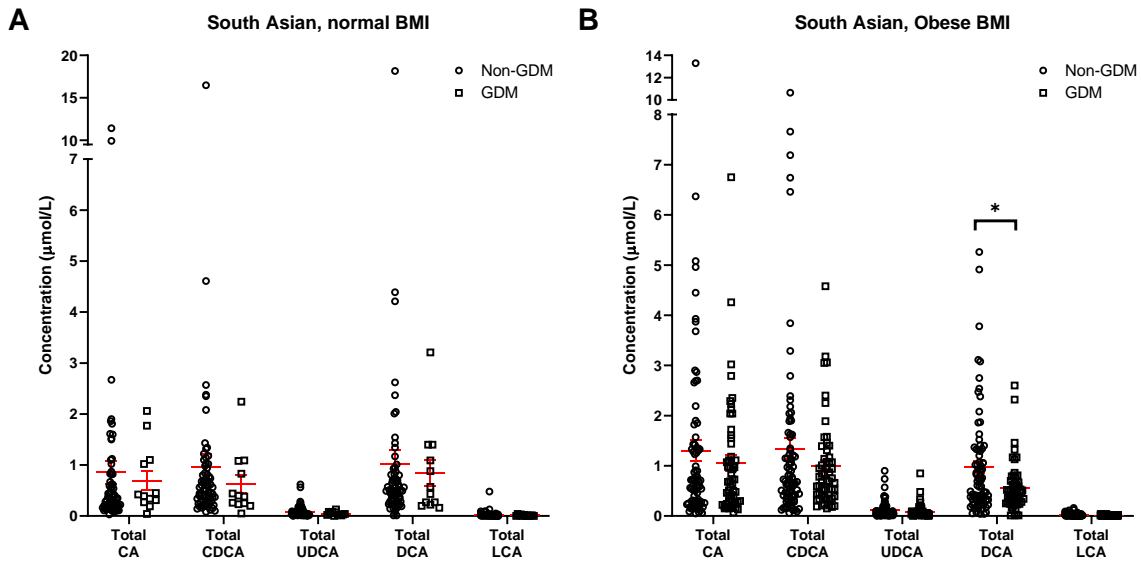 A
South Asian, normal BMI
Non-GDM
GDM
Concentration (μmol/L)
20
15
10
7
6
5
4
3
2
1
0
Total CA
Total CDCA
Total UDCA
Total DCA
Total LCA
B
South Asian, Obese BMI
Non-GDM
GDM
Concentration (μmol/L)
14
12
10
8
7
6
5
4
3
2
1
0
*
Total CA
Total CDCA
Total UDCA
Total DCA
Total LCA